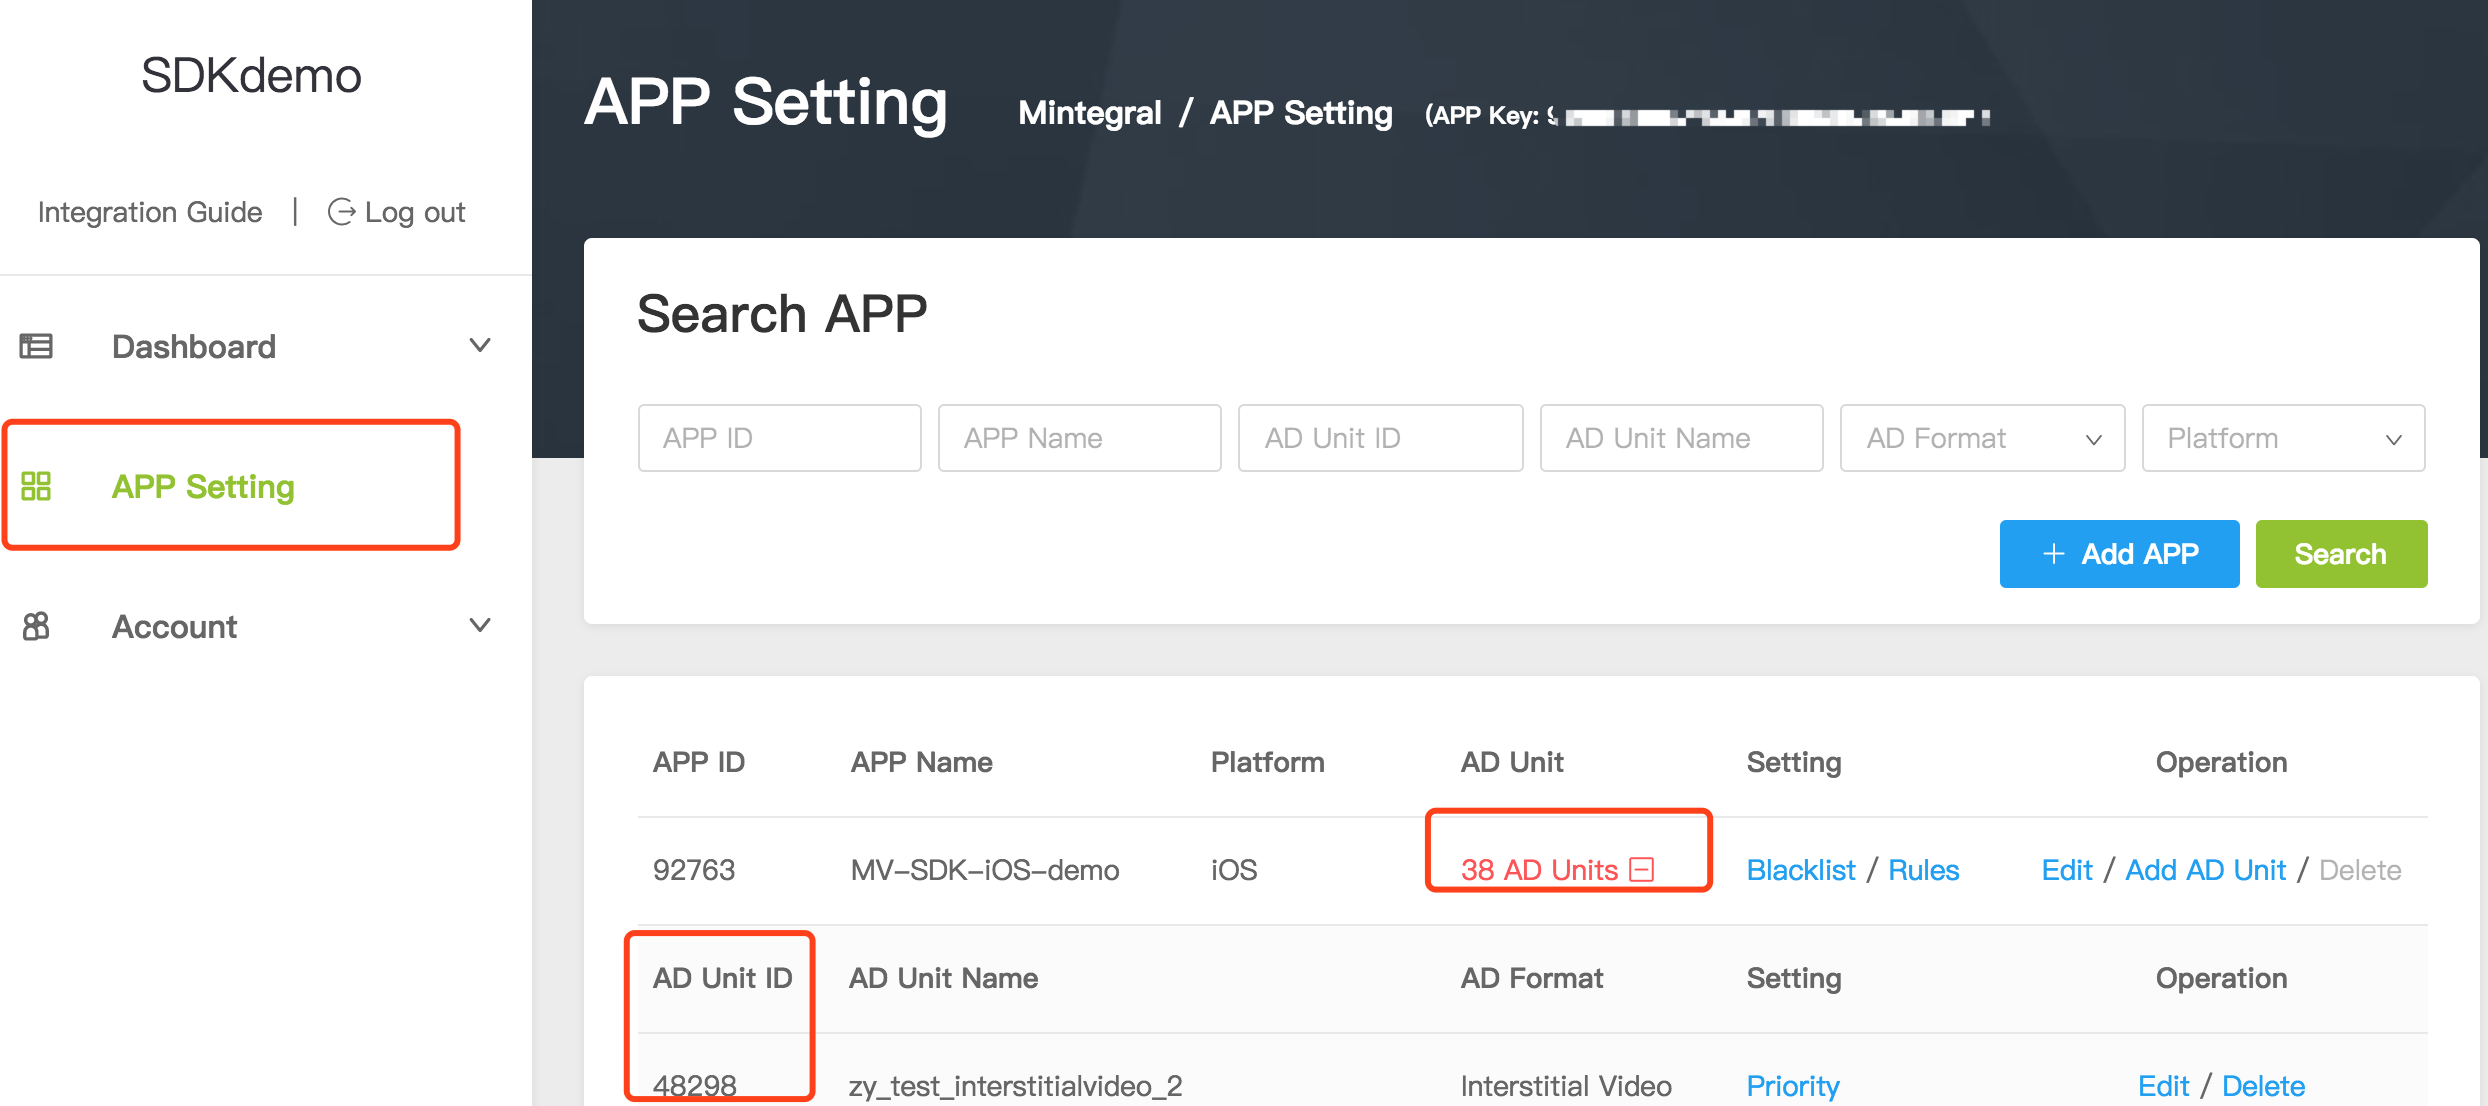 SDKdemo
Integration Guide | Log out
Dashboard
APP Setting
Account
APP Setting Mintegral / APP Setting (APP Key:
Search APP
APP ID APP Name AD Unit ID AD Unit Name AD Format Platform
+ Add APP Search
APP ID APP Name Platform AD Unit Setting Operation
92763 MV-SDK-iOS-demo iOS 38 AD Units Blacklist / Rules Edit / Add AD Unit / Delete
AD Unit ID AD Unit Name AD Format Setting Operation
48298 zy_test_interstitialvideo_2 Interstitial Video Priority Edit / Delete